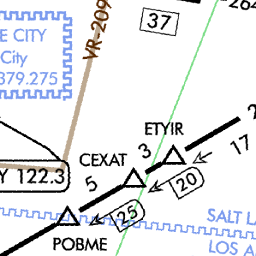 E CITY
City
379.275
VR-209
264
37
ETYIR
CEXAT
3
17
Y 122.3
5
20
25
SALT LA
LOS A
POBME